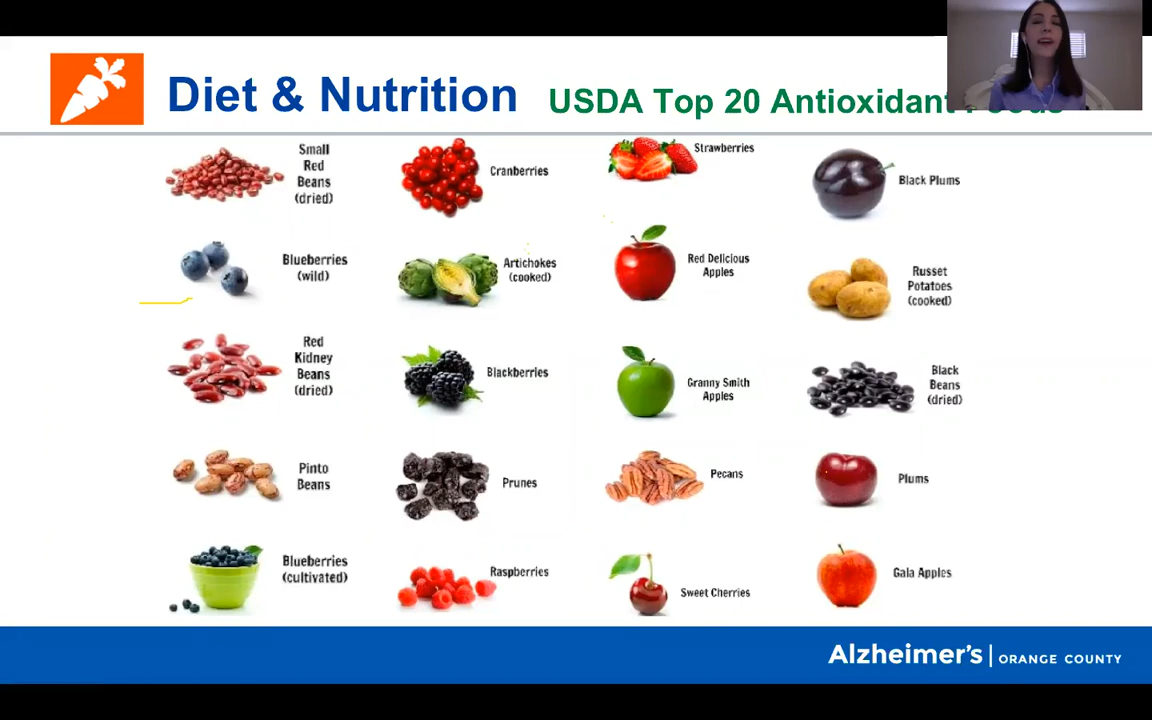 Diet & Nutrition
USDA Top 20 Antioxidant
Small
Red
Beans
(dried)
Cranberries
Strawberries
Black Plums
Blueberries
(wild)
Artichokes
(cooked)
Red Delicious
Apples
Russet
Potatoes
(cooked)
Red
Kidney
Beans
(dried)
Blackberries
Granny Smith
Apples
Black
Beans
(dried)
Pinto
Beans
Prunes
Pecans
Plums
Blueberries
(cultivated)
Raspberries
Sweet Cherries
Gala Apples
Alzheimer's | ORANGE COUNTY